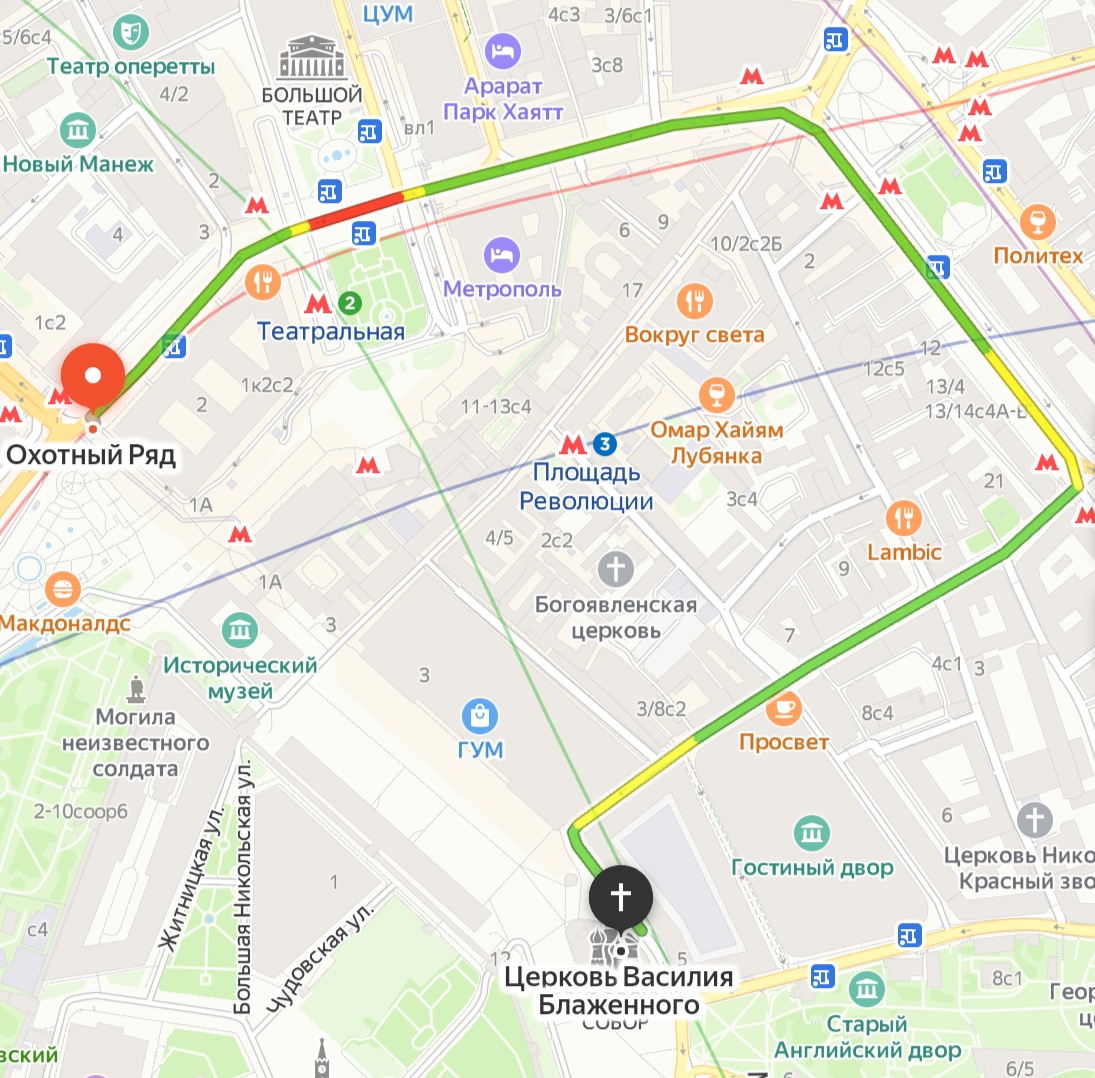 ЦУМ
4с3
3/6с1
5/6с4
Театр оперетты
4/2
БОЛЬШОЙ
ТЕАТР
3с8
Арарат
Парк Хаятт
вл1
Новый Манеж
2
4
3
6
9
10/2с2Б
2
Политех
Метрополь
17
2
Театральная
Вокруг света
1с2
12
12с5
1к2с2
2
11-13с4
13/4
13/14с4А-Б
Омар Хайям
Лубянка
3
Охотный Ряд
Площадь
Революции
21
3с4
1А
4/5
2с2
Lambic
9
1А
Богоявленская
церковь
Макдоналдс
3
7
Исторический
музей
3
4с1
3
Могила
неизвестного
солдата
3/8с2
8с4
ГУМ
Просвет
2-10соор6
6
Житницкая ул.
Большая Никольская ул.
Гостиный двор
Церковь Нико
Красный зво
1
Чудовская ул.
с4
12
5
Церковь Василия
Блаженного
СОБОР
8с1
Геор
ц
Старый
Английский двор
вский
6
6/5